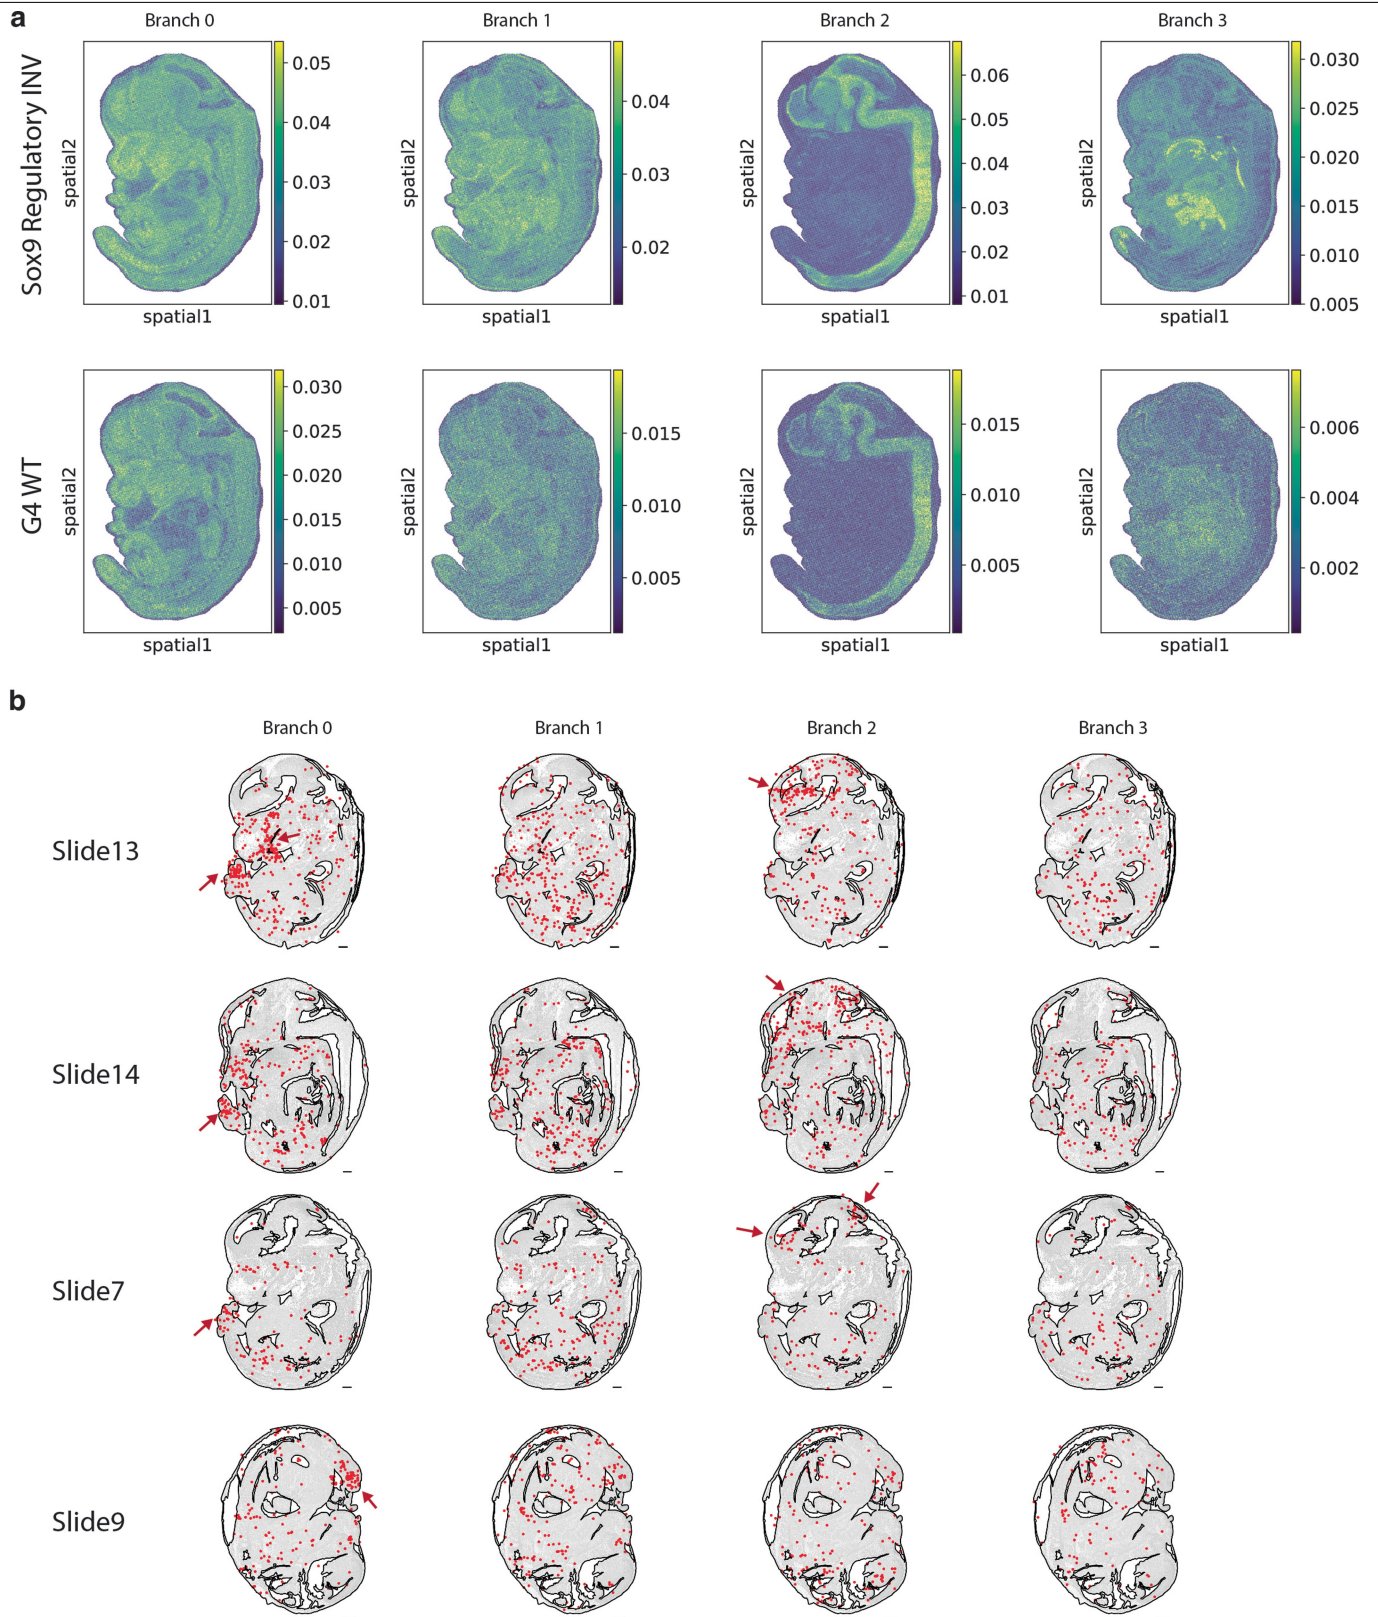 a
Branch 0 Branch 1 Branch 2 Branch 3
Sox9 Regulatory INV
spatial2 0.05 0.04 0.03 0.02 0.01 spatial1
spatial2 0.04 0.03 0.02 spatial1
spatial2 0.06 0.05 0.04 0.03 0.02 0.01 spatial1
spatial2 0.030 0.025 0.020 0.015 0.010 0.005 spatial1
G4 WT
spatial2 0.030 0.025 0.020 0.015 0.010 0.005 spatial1
spatial2 0.015 0.010 0.005 spatial1
spatial2 0.015 0.010 0.005 spatial1
spatial2 0.006 0.004 0.002 spatial1
b
Branch 0 Branch 1 Branch 2 Branch 3
Slide13
Slide14
Slide7
Slide9